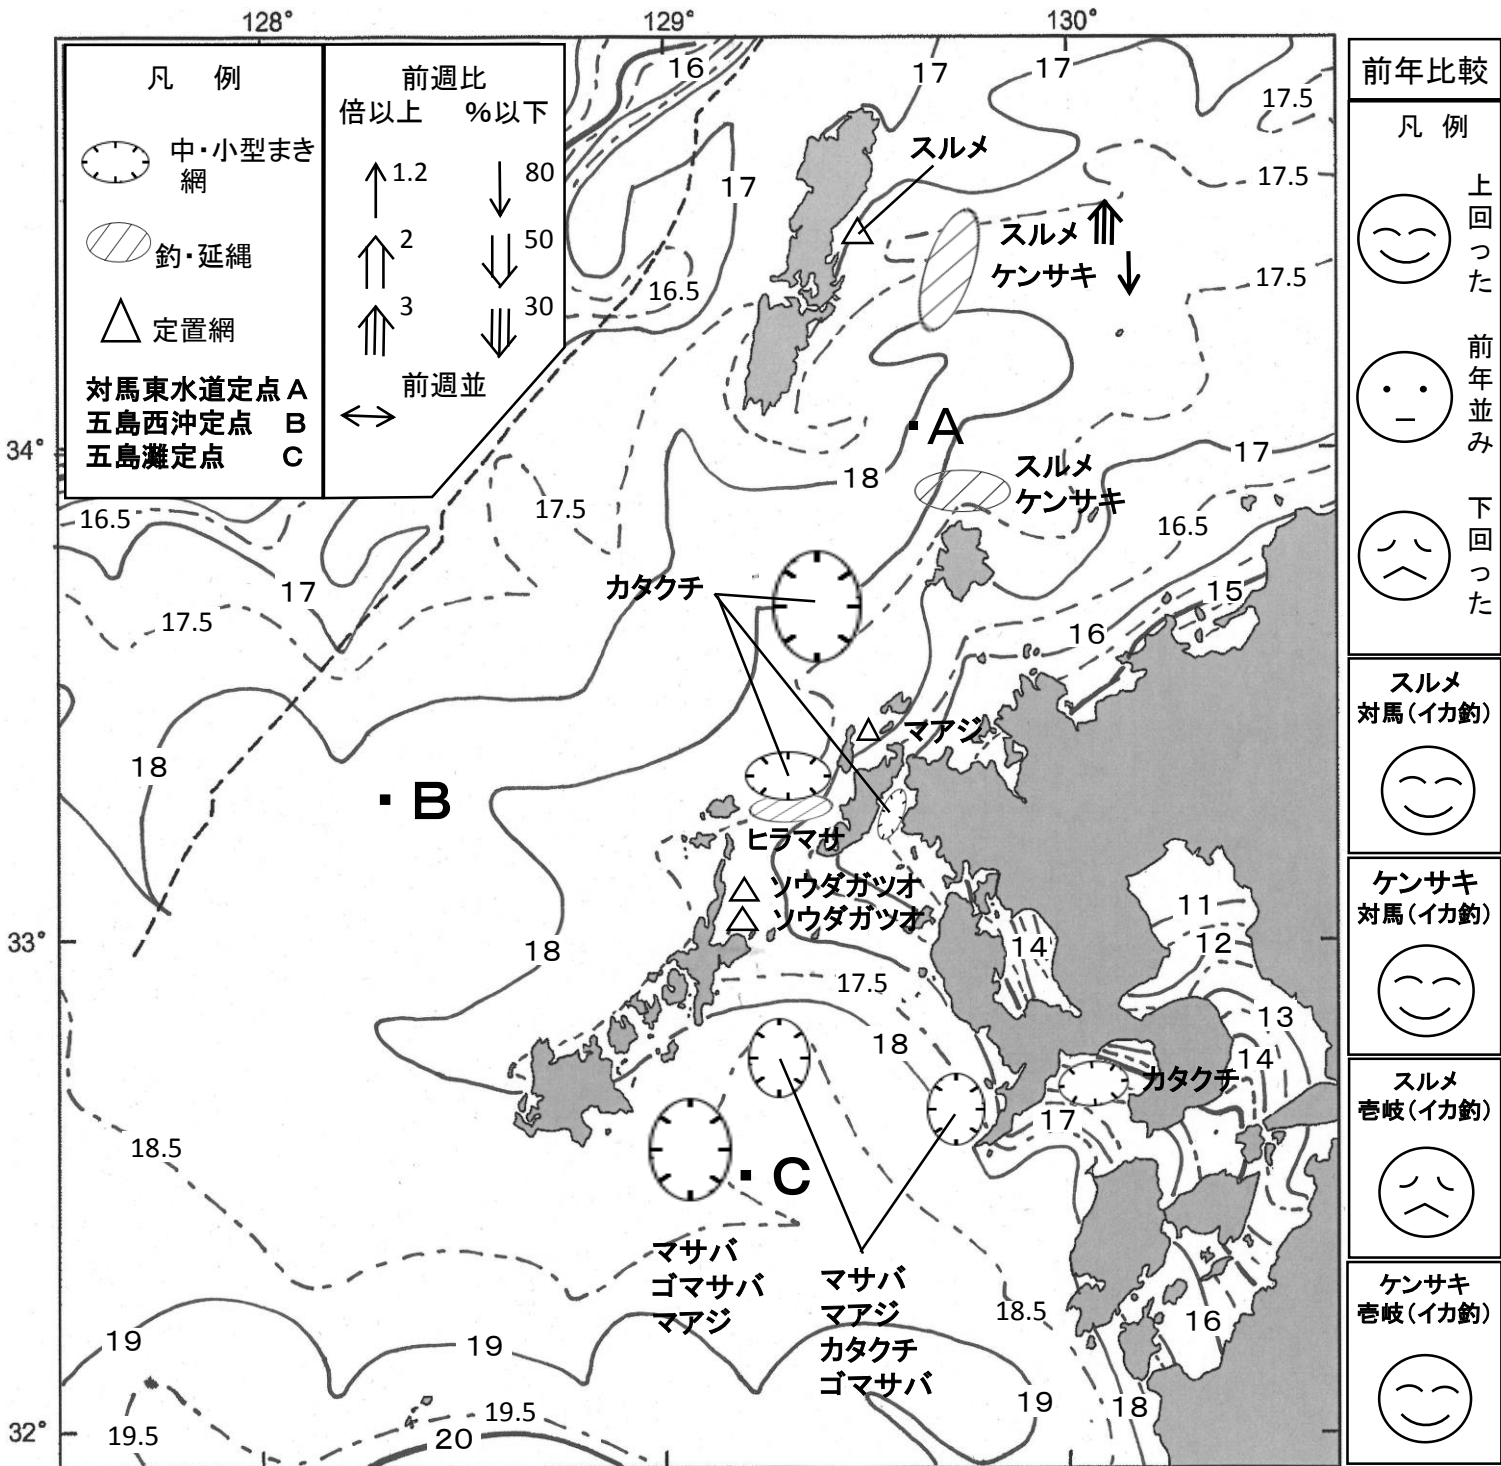 128°
129°
130°
34°
33°
32°
凡 例
中・小型まき
網
釣・延縄
定置網
対馬東水道定点 A
五島西沖定点 B
五島灘定点 C
前週比
倍以上 %以下
1.2 80
2 50
3 30
前週並
前年比較
凡 例
上回った
前年並み
下回った
スルメ
対馬(イカ釣)
ケンサキ
対馬(イカ釣)
スルメ
壱岐(イカ釣)
ケンサキ
壱岐(イカ釣)
16
17
17
17.5
17
スルメ
17.5
スルメ
ケンサキ
16.5
17.5
A
18
スルメ
ケンサキ
17
16.5
17.5
16.5
カタクチ
17
17.5
15
16
マアジ
18
B
ヒラマサ
ソウダガツオ
ソウダガツオ
18
14
11
12
17.5
18
13
14
カタクチ
17
18.5
C
マサバ
ゴマサバ
マアジ
マサバ
マアジ
カタクチ
ゴマサバ
18.5
16
19
19
19
18
19.5
19.5
20